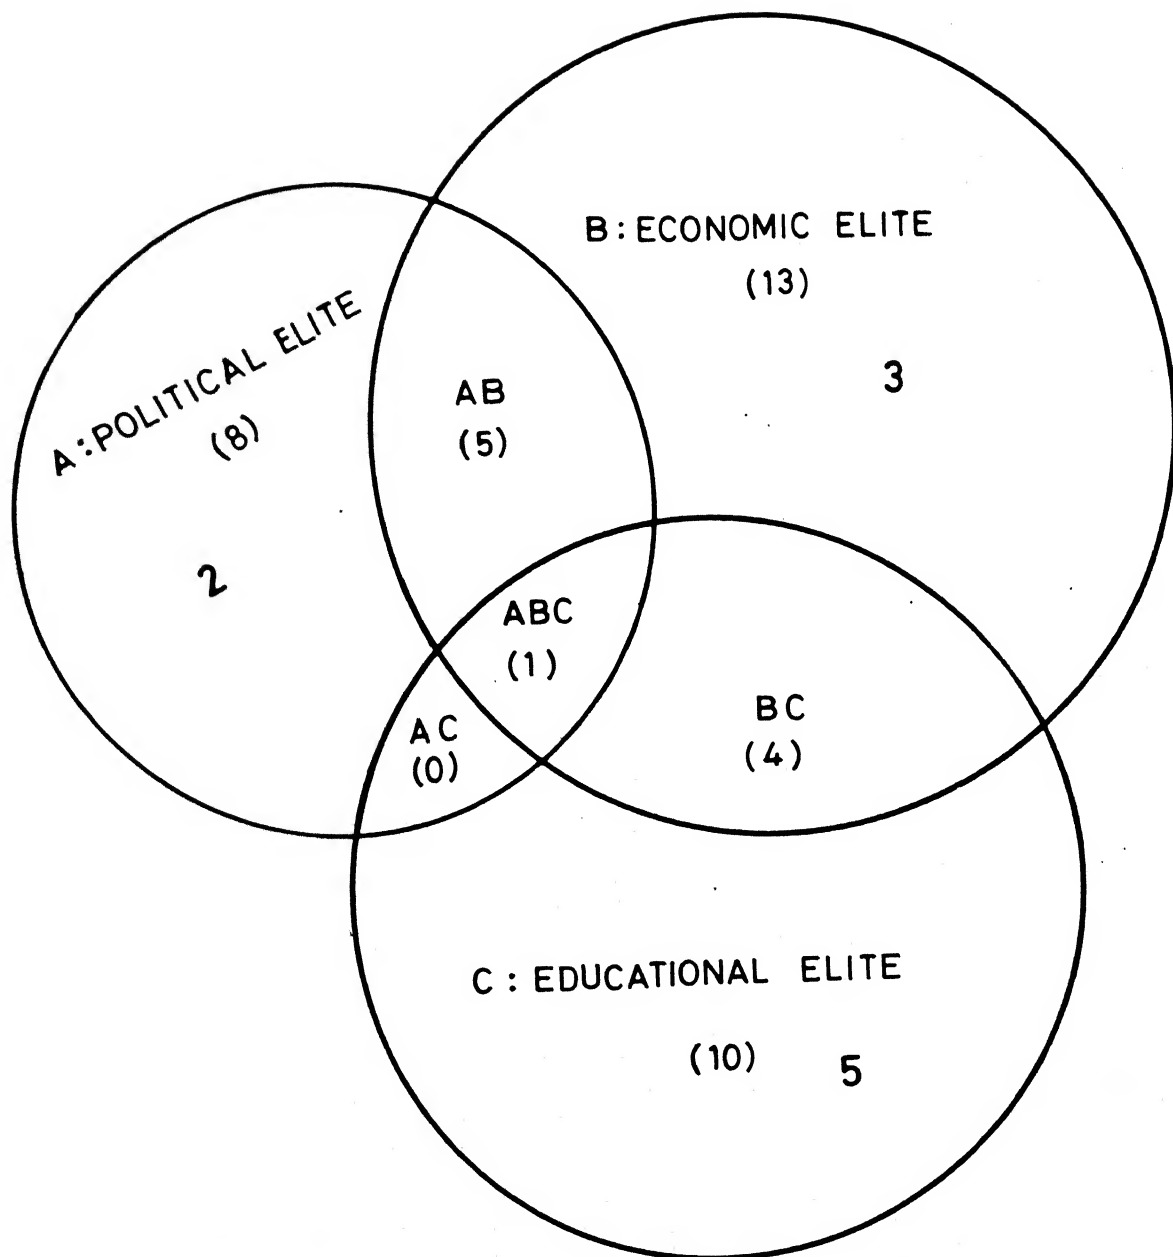 B : ECONOMIC ELITE
(13)
3
A : POLITICAL ELITE
(8)
2
AB
(5)
ABC
(1)
AC
(0)
BC
(4)
C : EDUCATIONAL ELITE
(10) 5